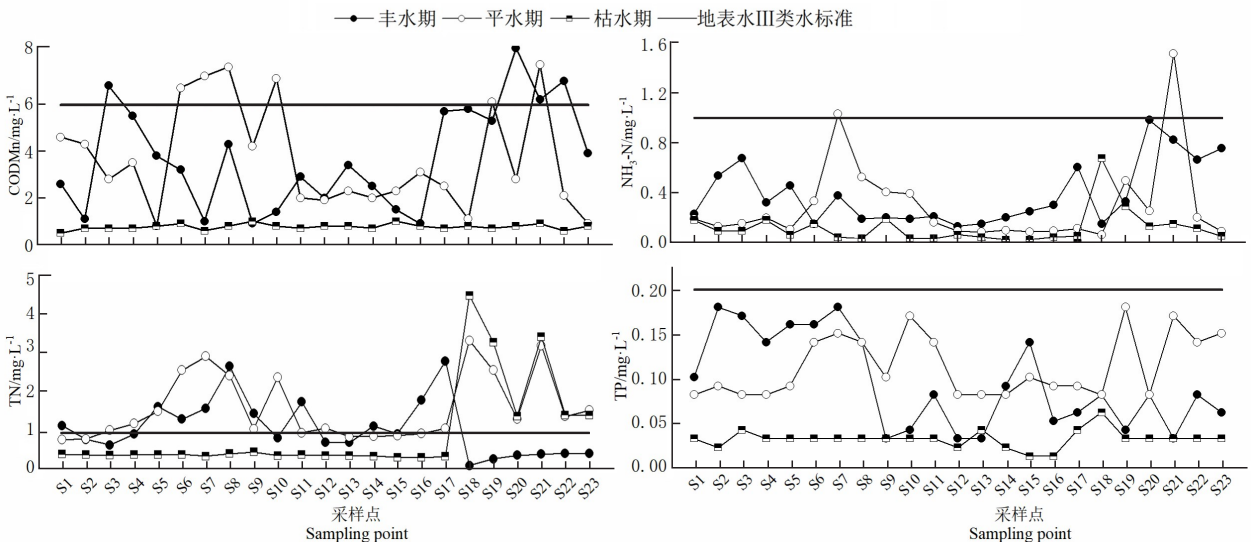 丰水期 平水期 枯水期 地表水III类水标准
CODMn/mg·L-1
8
6
4
2
0
NH3-N/mg·L-1
1.6
1.2
0.8
0.4
0.0
TN/mg·L-1
5
4
3
2
1
0
S1 S2 S3 S4 S5 S6 S7 S8 S9 S10 S11 S12 S13 S14 S15 S16 S17 S18 S19 S20 S21 S22 S23
采样点
Sampling point
TP/mg·L-1
0.20
0.15
0.10
0.05
0.00
S1 S2 S3 S4 S5 S6 S7 S8 S9 S10 S11 S12 S13 S14 S15 S16 S17 S18 S19 S20 S21 S22 S23
采样点
Sampling point